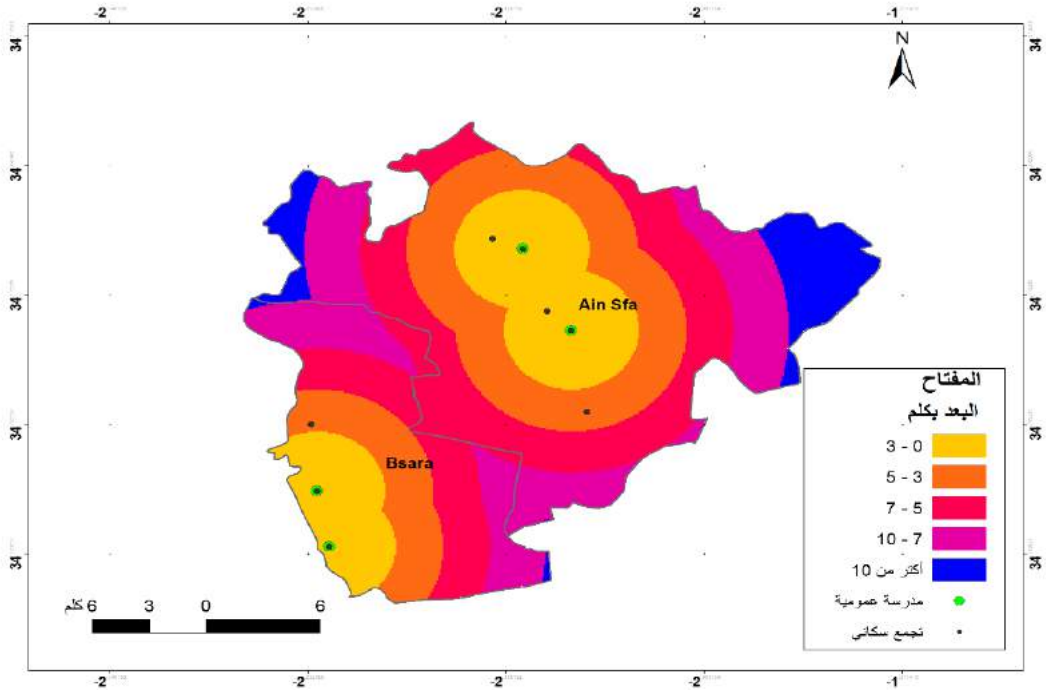 -2 -2 -2 -2 -1
34 34
N
34 34
Ain Sfa
34 34
المفتاح
البعد بكلم
3 - 0
5 - 3
7 - 5
10 - 7
أكثر من 10
مدرسة عمومية
تجمع سكاني
34 34
Bsara
34 34
كلم 6 3 0 6
-2 -2 -2 -2 -1